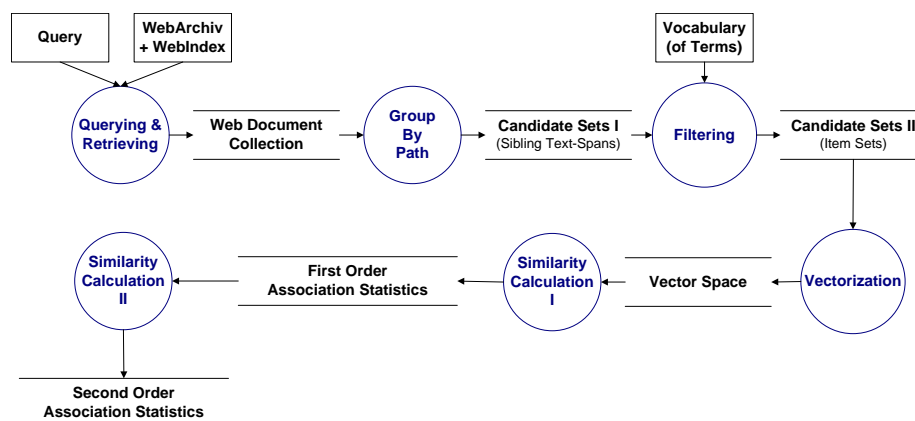 Query
WebArchiv
+ WebIndex
Vocabulary
(of Terms)
Querying &
Retrieving
Web Document
Collection
Group
By
Path
Candidate Sets I
(Sibling Text-Spans)
Filtering
Candidate Sets II
(Item Sets)
Similarity
Calculation
II
First Order
Association Statistics
Similarity
Calculation
I
Vector Space
Vectorization
Second Order
Association Statistics